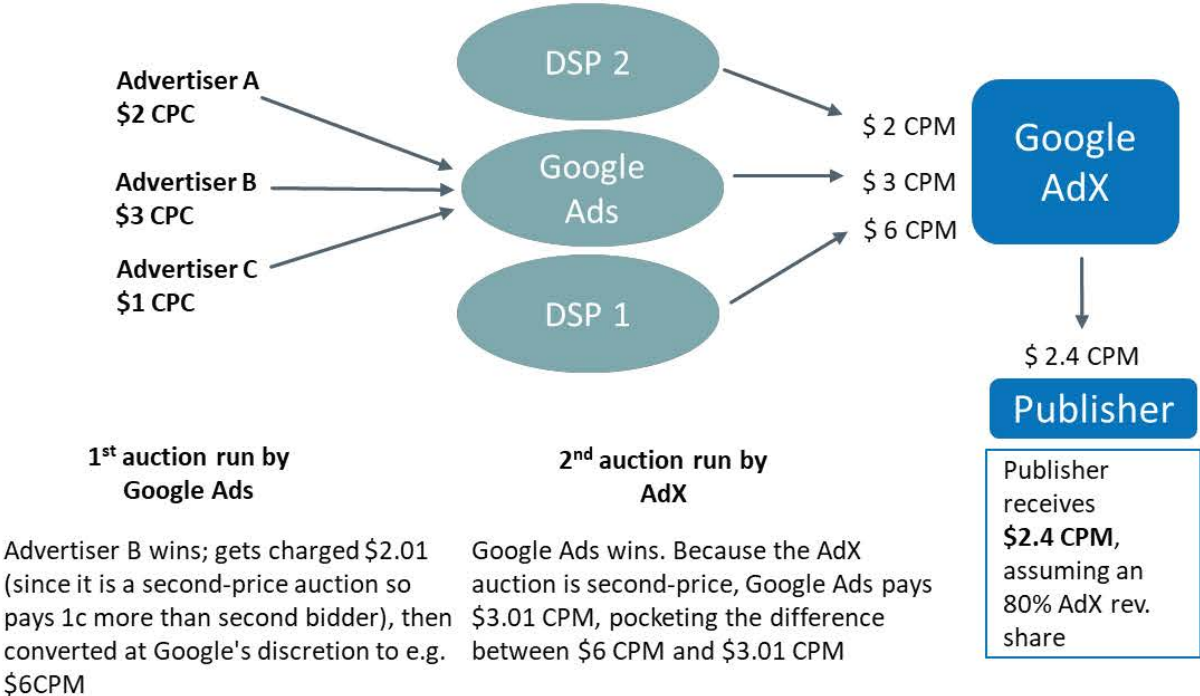 DSP 2
Advertiser A
$2 CPC
$ 2 CPM
Google
AdX
Google
Ads
Advertiser B
$3 CPC
$ 3 CPM
$ 6 CPM
Advertiser C
$1 CPC
DSP 1
$ 2.4 CPM
Publisher
1st auction run by
Google Ads
Advertiser B wins; gets charged $2.01
(since it is a second-price auction so
pays 1c more than second bidder), then
converted at Google's discretion to e.g.
$6CPM
2nd auction run by
AdX
Google Ads wins. Because the AdX
auction is second-price, Google Ads pays
$3.01 CPM, pocketing the difference
between $6 CPM and $3.01 CPM
Publisher
receives
$2.4 CPM,
assuming an
80% AdX rev.
share